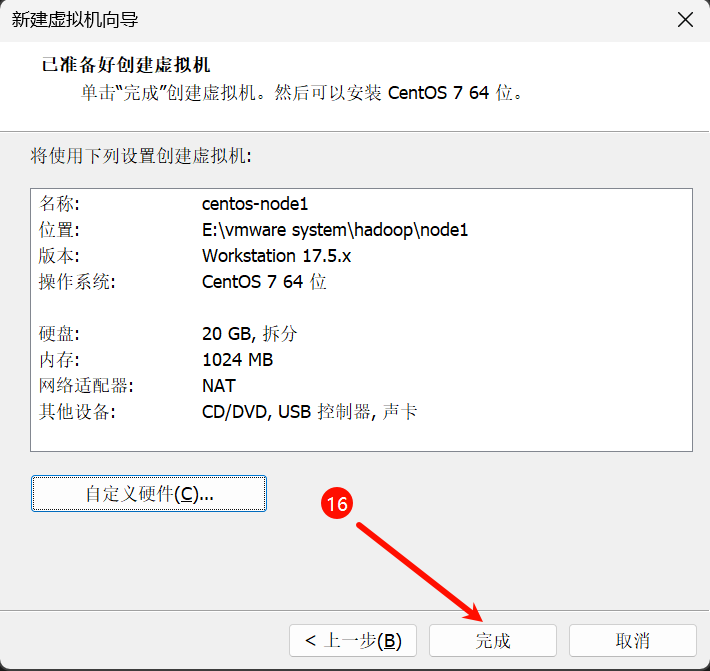 新建虚拟机向导
已准备好创建虚拟机
单击“完成”创建虚拟机。然后可以安装 CentOS 7 64 位。
将使用下列设置创建虚拟机:
名称: centos-node1
位置: E:\vmware system\hadoop\node1
版本: Workstation 17.5.x
操作系统: CentOS 7 64 位
硬盘: 20 GB, 拆分
内存: 1024 MB
网络适配器: NAT
其他设备: CD/DVD, USB 控制器, 声卡
自定义硬件(C)...
16
< 上一步(B) 完成 取消